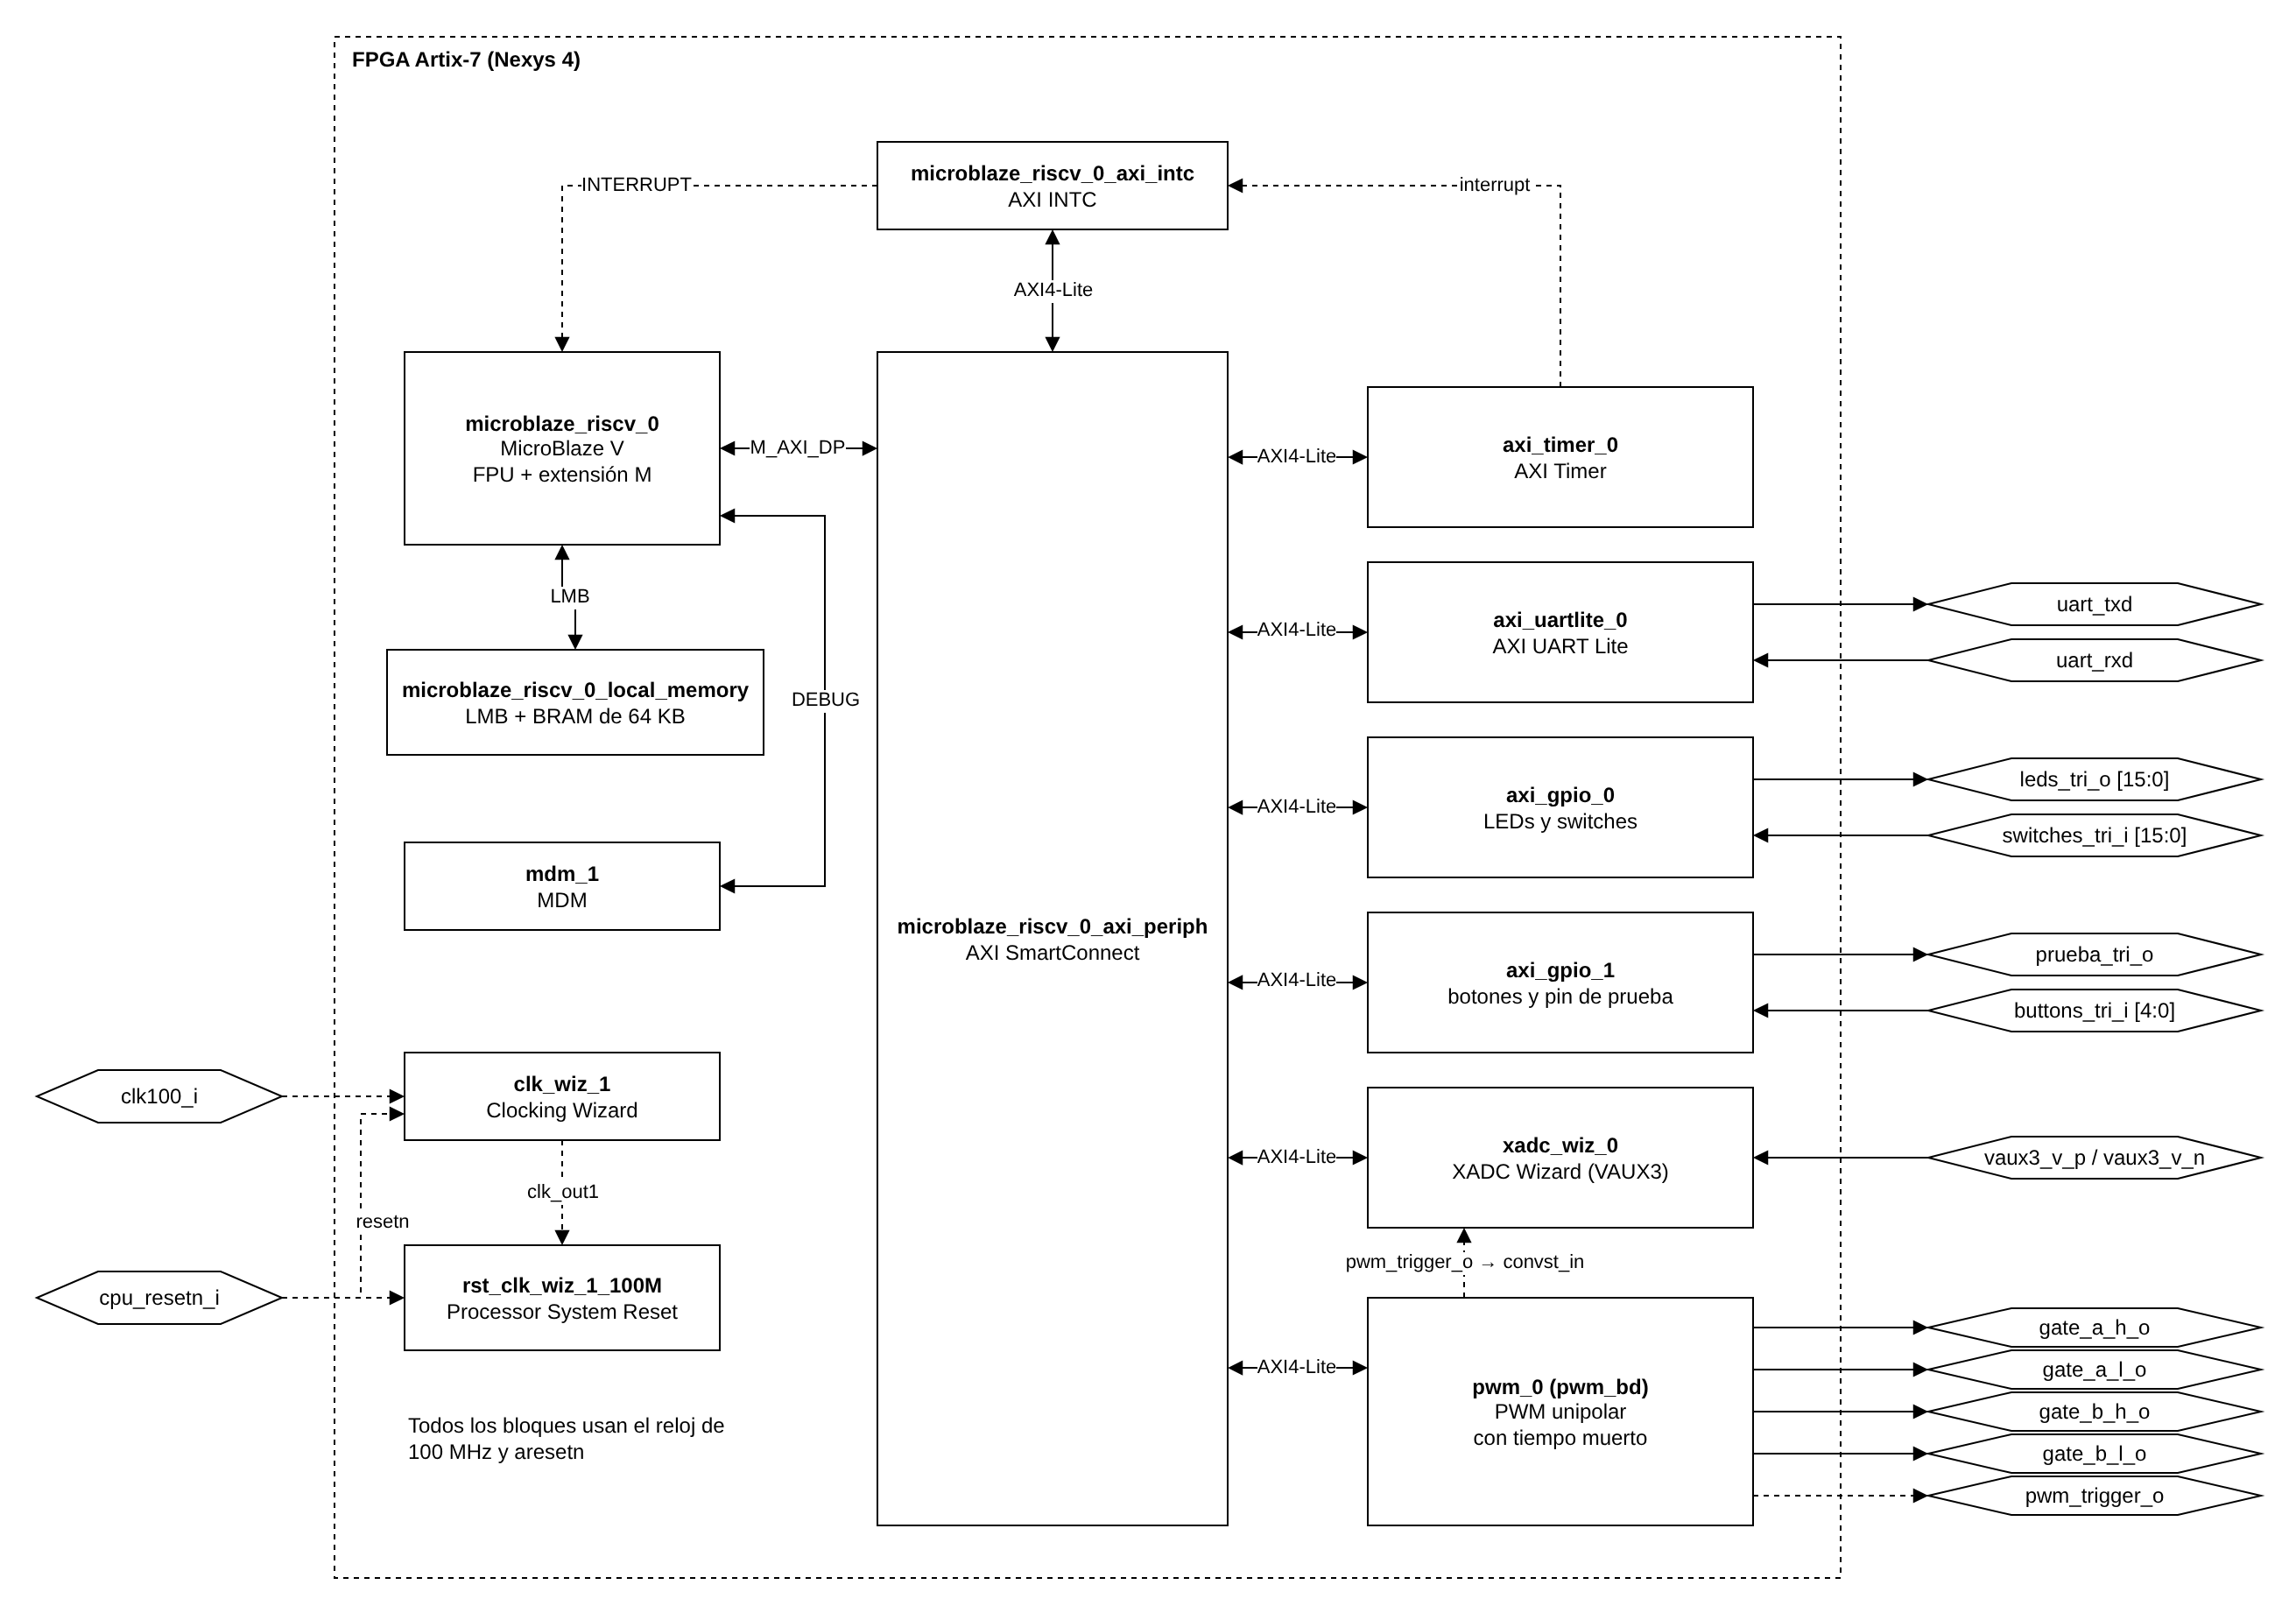 FPGA Artix-7 (Nexys 4)
microblaze_riscv_0_axi_intc
AXI INTC
INTERRUPT
interrupt
AXI4-Lite
microblaze_riscv_0
MicroBlaze V
FPU + extensión M
M_AXI_DP
AXI4-Lite
axi_timer_0
AXI Timer
LMB
microblaze_riscv_0_local_memory
LMB + BRAM de 64 KB
DEBUG
mdm_1
MDM
microblaze_riscv_0_axi_periph
AXI SmartConnect
AXI4-Lite
axi_uartlite_0
AXI UART Lite
uart_txd
uart_rxd
AXI4-Lite
axi_gpio_0
LEDs y switches
leds_tri_o [15:0]
switches_tri_i [15:0]
AXI4-Lite
axi_gpio_1
botones y pin de prueba
prueba_tri_o
buttons_tri_i [4:0]
clk100_i
clk_wiz_1
Clocking Wizard
clk_out1
resetn
cpu_resetn_i
rst_clk_wiz_1_100M
Processor System Reset
AXI4-Lite
xadc_wiz_0
XADC Wizard (VAUX3)
vaux3_v_p / vaux3_v_n
pwm_trigger_o → convst_in
AXI4-Lite
pwm_0 (pwm_bd)
PWM unipolar
con tiempo muerto
gate_a_h_o
gate_a_l_o
gate_b_h_o
gate_b_l_o
pwm_trigger_o
Todos los bloques usan el reloj de
100 MHz y aresetn